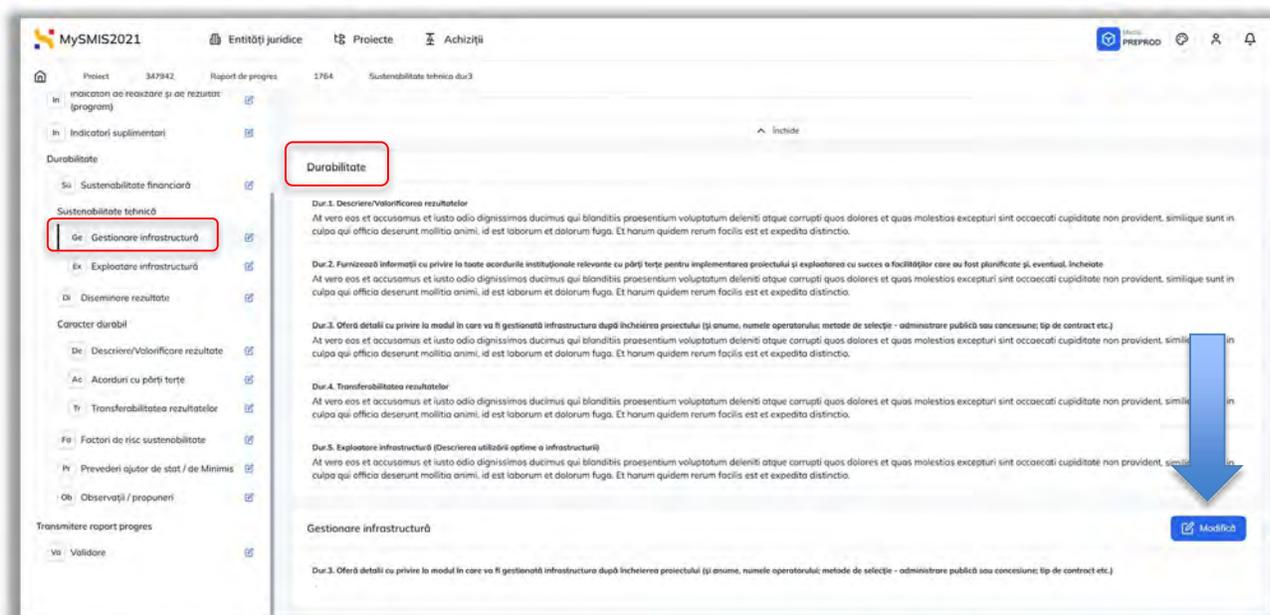 MySMIS2021
Entități juridice
Proiecte
Achiziții
Mediu
PREPROD
Proiect
347942
Raport de progres
1764
Sustenabilitate tehnica dur3
In Indicatori de realizare și de rezultat
(program)
In Indicatori suplimentari
Durabilitate
Su Sustenabilitate financiară
Sustenabilitate tehnică
Ge Gestionare infrastructură
Ex Exploatare infrastructură
Di Diseminare rezultate
Caracter durabil
De Descriere/Valorificare rezultate
Ac Acorduri cu părți terțe
Tr Transferabilitatea rezultatelor
Fa Factori de risc sustenabilitate
Pr Prevederi ajutor de stat / de Minimis
Ob Observații / propuneri
Transmitere raport progres
Va Validare
Închide
Durabilitate
Dur.1. Descriere/Valorificarea rezultatelor
At vero eos et accusamus et iusto odio dignissimos ducimus qui blanditiis praesentium voluptatum deleniti atque corrupti quos dolores et quas molestias excepturi sint occaecati cupiditate non provident, similique sunt in
culpa qui officia deserunt mollitia animi, id est laborum et dolorum fuga. Et harum quidem rerum facilis est et expedita distinctio.
Dur.2. Furnizează informații cu privire la toate acordurile instituționale relevante cu părți terțe pentru implementarea proiectului și exploatarea cu succes a facilităților care au fost planificate și, eventual, încheiate
At vero eos et accusamus et iusto odio dignissimos ducimus qui blanditiis praesentium voluptatum deleniti atque corrupti quos dolores et quas molestias excepturi sint occaecati cupiditate non provident, similique sunt in
culpa qui officia deserunt mollitia animi, id est laborum et dolorum fuga. Et harum quidem rerum facilis est et expedita distinctio.
Dur.3. Oferă detalii cu privire la modul în care va fi gestionată infrastructura după încheierea proiectului (și anume, numele operatorului; metode de selecție - administrare publică sau concesiune; tip de contract etc.)
At vero eos et accusamus et iusto odio dignissimos ducimus qui blanditiis praesentium voluptatum deleniti atque corrupti quos dolores et quas molestias excepturi sint occaecati cupiditate non provident, in
culpa qui officia deserunt mollitia animi, id est laborum et dolorum fuga. Et harum quidem rerum facilis est et expedita distinctio.
Dur.4. Transferabilitatea rezultatelor
At vero eos et accusamus et iusto odio dignissimos ducimus qui blanditiis praesentium voluptatum deleniti atque corrupti quos dolores et quas molestias excepturi sint occaecati cupiditate non provident, in
culpa qui officia deserunt mollitia animi, id est laborum et dolorum fuga. Et harum quidem rerum facilis est et expedita distinctio.
Dur.5. Exploatare infrastructură (Descrierea utilizării optime a infrastructurii)
At vero eos et accusamus et iusto odio dignissimos ducimus qui blanditiis praesentium voluptatum deleniti atque corrupti quos dolores et quas molestias excepturi sint occaecati cupiditate non provident, in
culpa qui officia deserunt mollitia animi, id est laborum et dolorum fuga. Et harum quidem rerum facilis est et expedita distinctio.
Gestionare infrastructură
Modifică
Dur.3. Oferă detalii cu privire la modul în care va fi gestionată infrastructura după încheierea proiectului (și anume, numele operatorului; metode de selecție - administrare publică sau concesiune; tip de contract etc.)